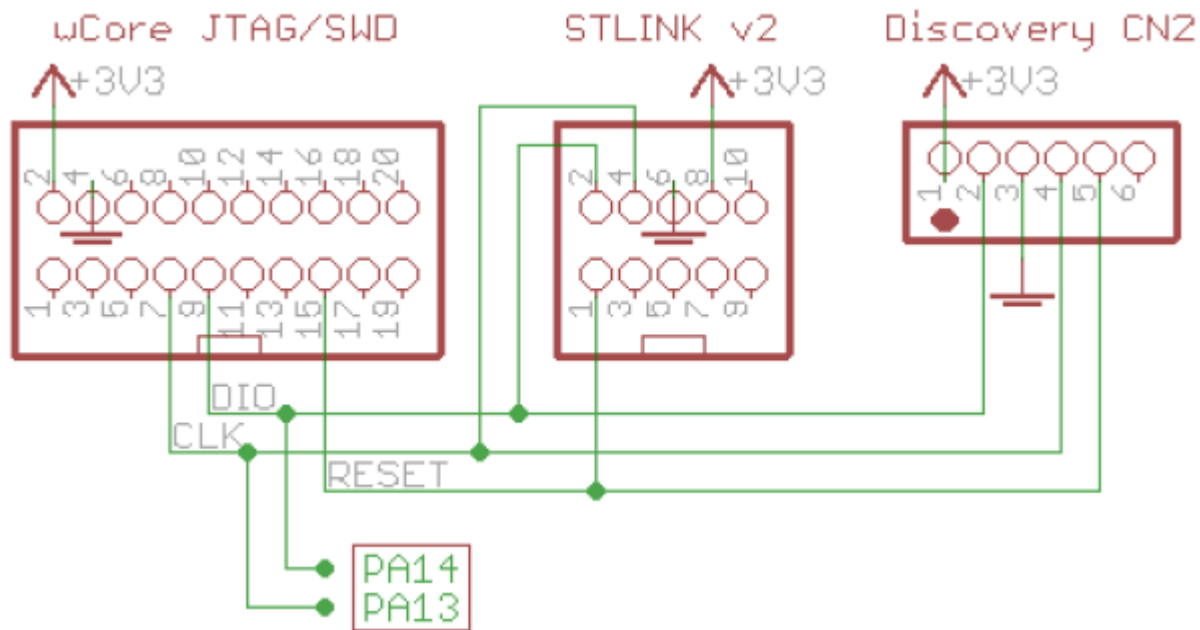 wCore JTAG/SWD
STLINK v2
Discovery CN2
+3V3
+3V3
+3V3
2 4 6 8 10 12 14 16 18 20
1 3 5 7 9 11 13 15 17 19
2 4 6 8 10
1 3 5 7 9
1 2 3 4 5 6
DIO
CLK
RESET
PA14
PA13